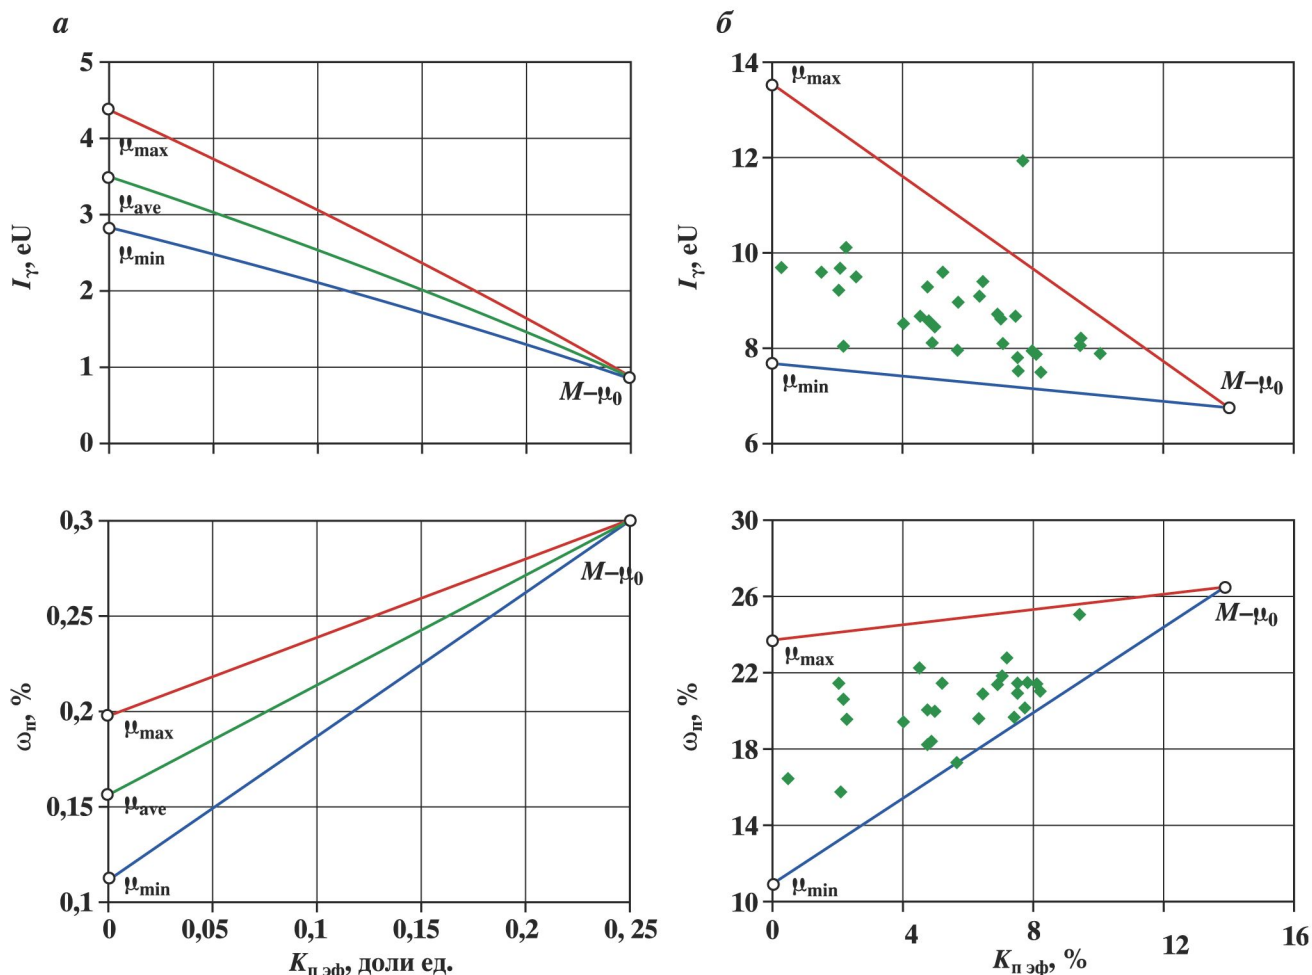 а
5
4
3
2
1
0
Iγ, eU
μmax
μave
μmin
M–μ0
б
14
12
10
8
6
Iγ, eU
μmax
μmin
M–μ0
0,3
0,25
0,2
0,15
0,1
ωп, %
μmax
μave
μmin
M–μ0
0 0,05 0,1 0,15 0,2 0, 25
Kп эф, доли ед.
30
26
22
18
14
10
ωп, %
μmax
μmin
M–μ0
0 4 8 12 16
Kп эф, %